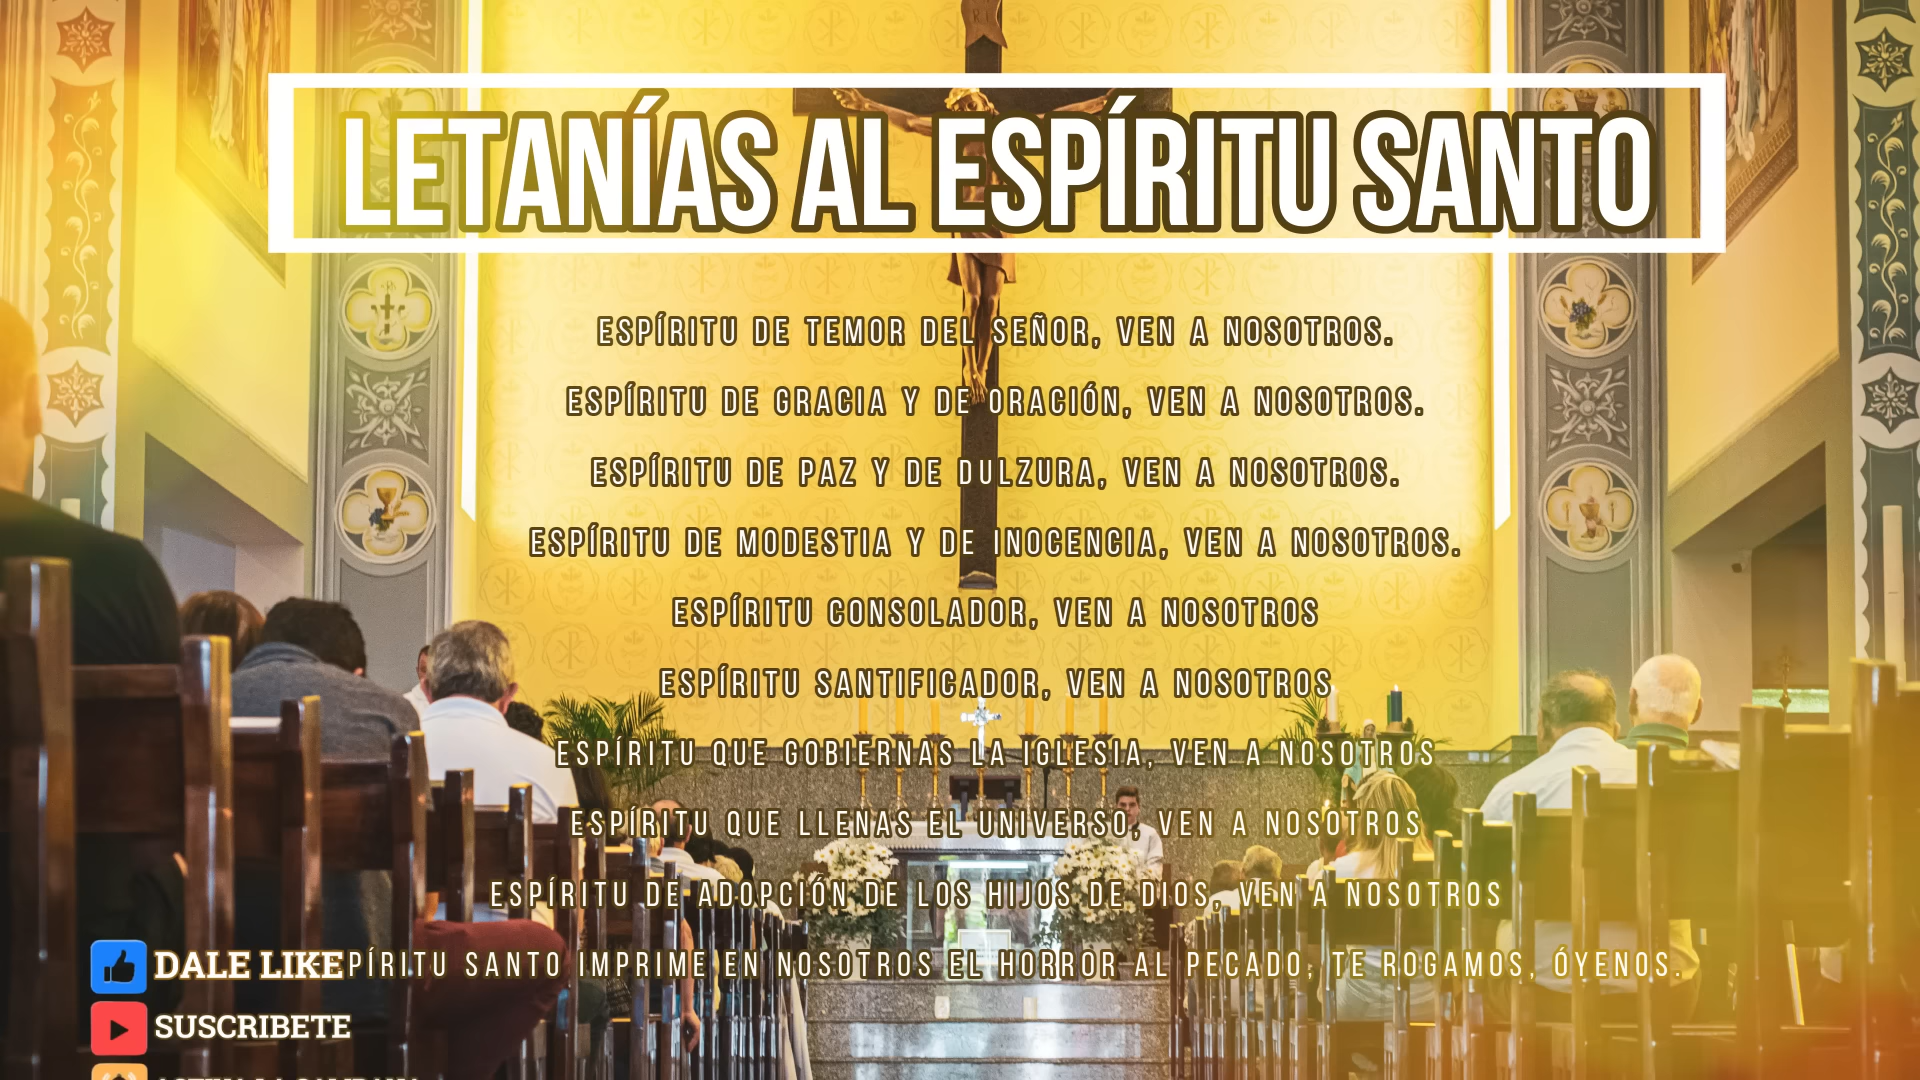 LETANÍAS AL ESPÍRITU SANTO
ESPÍRITU DE TEMOR DEL SEÑOR, VEN A NOSOTROS.
ESPÍRITU DE GRACIA Y DE ORACIÓN, VEN A NOSOTROS.
ESPÍRITU DE PAZ Y DE DULZURA, VEN A NOSOTROS.
ESPÍRITU DE MODESTIA Y DE INOCENCIA, VEN A NOSOTROS.
ESPÍRITU CONSOLADOR, VEN A NOSOTROS
ESPÍRITU SANTIFICADOR, VEN A NOSOTROS
ESPÍRITU QUE GOBIERNAS LA IGLESIA, VEN A NOSOTROS
ESPÍRITU QUE LLENAS EL UNIVERSO, VEN A NOSOTROS
ESPÍRITU DE ADOPCIÓN DE LOS HIJOS DE DIOS, VEN A NOSOTROS
DALE LIKE PÍRITU SANTO IMPRIME EN NOSOTROS EL HORROR AL PECADO, TE ROGAMOS, ÓYENOS.
SUSCRIBETE